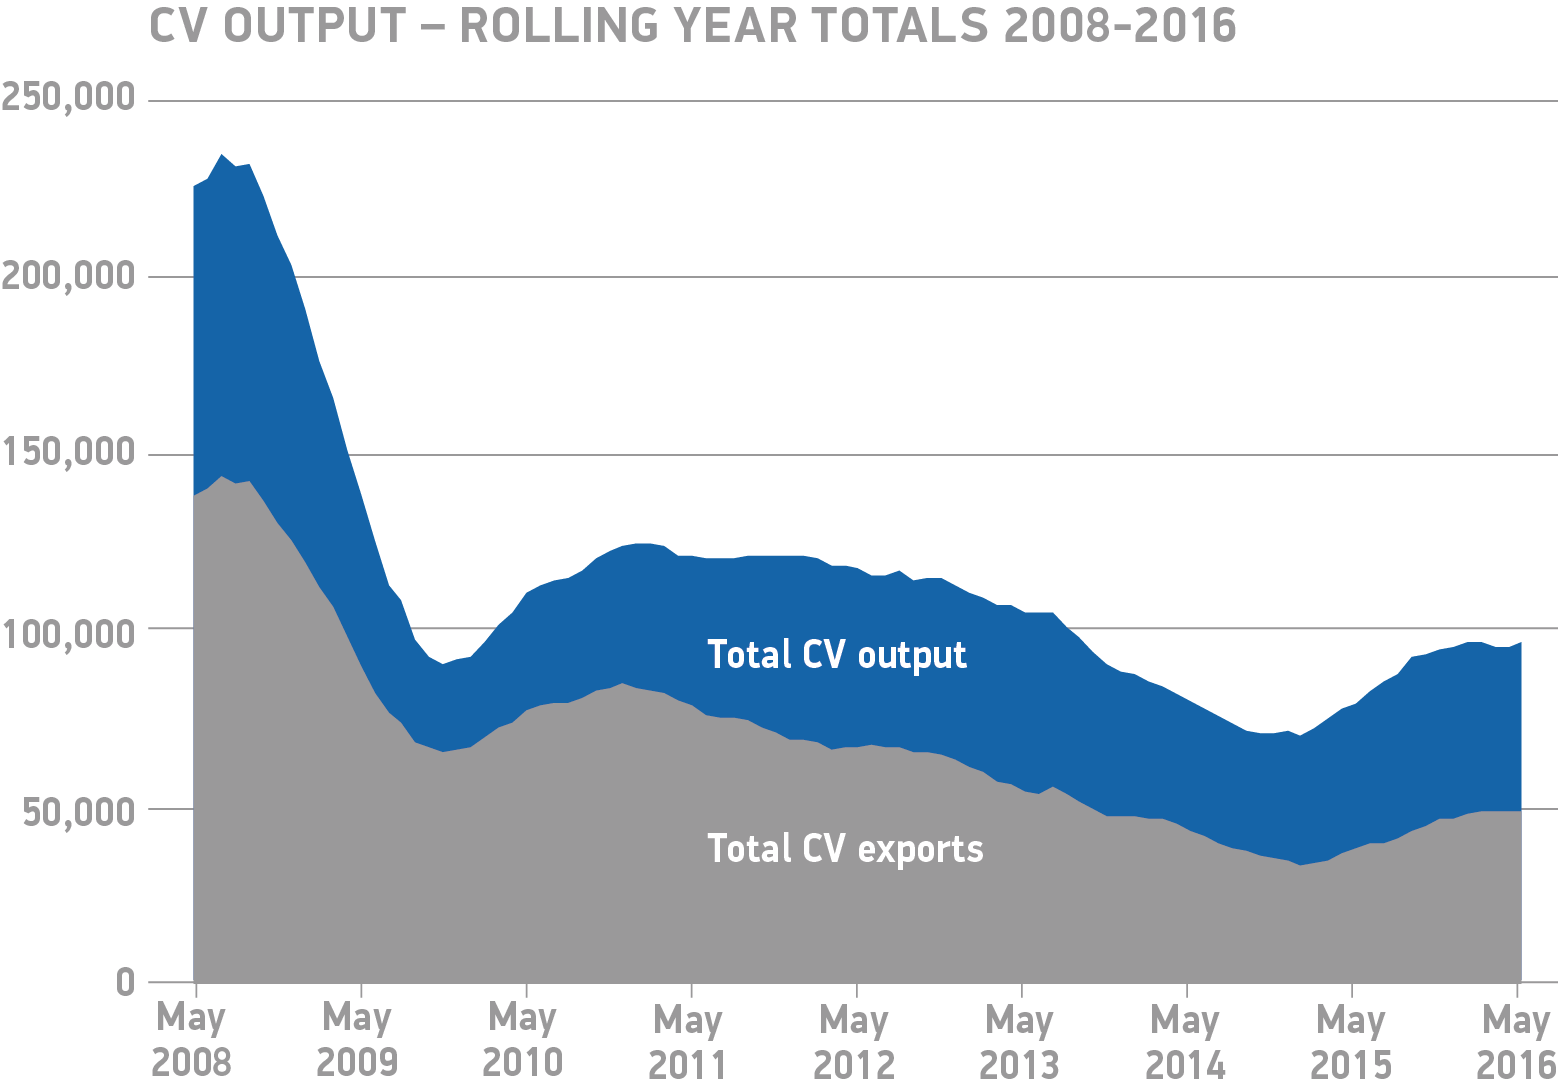 CV OUTPUT – ROLLING YEAR TOTALS 2008-2016
250,000
200,000
150,000
100,000
50,000
0
Total CV output
Total CV exports
May 2008
May 2009
May 2010
May 2011
May 2012
May 2013
May 2014
May 2015
May 2016